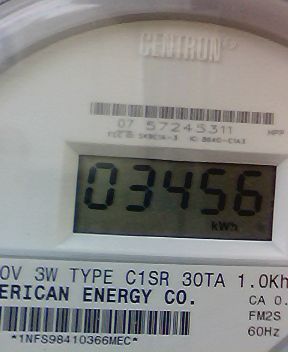 CENTRON®
07 57245311
HPP
03456
kWh
0V 3W TYPE C1SR 30TA 1.0Kh
ERICAN ENERGY CO.
CA 0.
FM2S
60Hz
*1NFS98410366MEC*